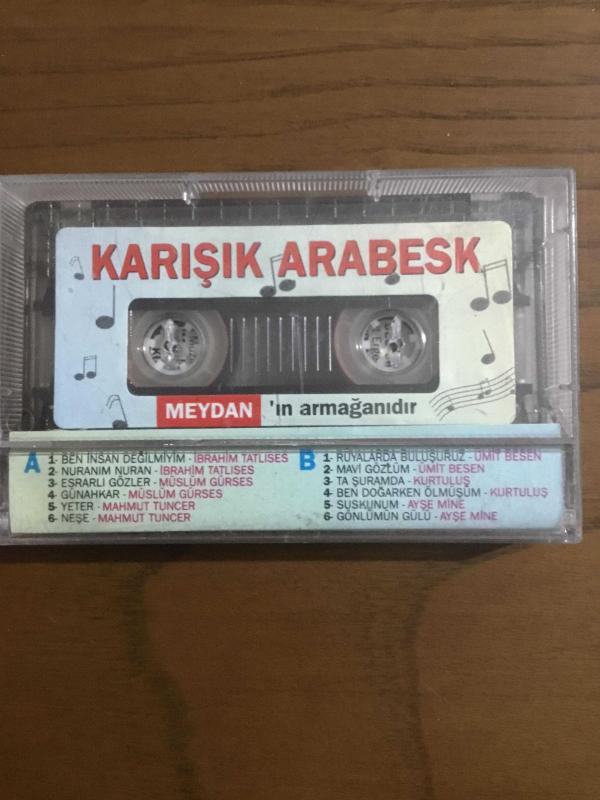 KARIŞIK ARABESK
MEYDAN 'ın armağanıdır
A
1- BEN İNSAN DEĞİLMİYİM - İBRAHİM TATLISES
2- NURANIM NURAN - İBRAHİM TATLISES
3- EŞRARLI GÖZLER - MÜSLÜM GÜRSES
4- GÜNAHKAR - MÜSLÜM GÜRSES
5- YETER - MAHMUT TUNCER
6- NEŞE - MAHMUT TUNCER
B
1- RÜYALARDA BULUŞURUZ - ÜMİT BESEN
2- MAVİ GÖZLÜM - ÜMİT BESEN
3- TA ŞURAMDA - KURTULUŞ
4- BEN DOĞARKEN ÖLMÜŞÜM - KURTULUŞ
5- SUSKUNUM - AYŞE MİNE
6- GÖNLÜMÜN GÜLÜ - AYŞE MİNE